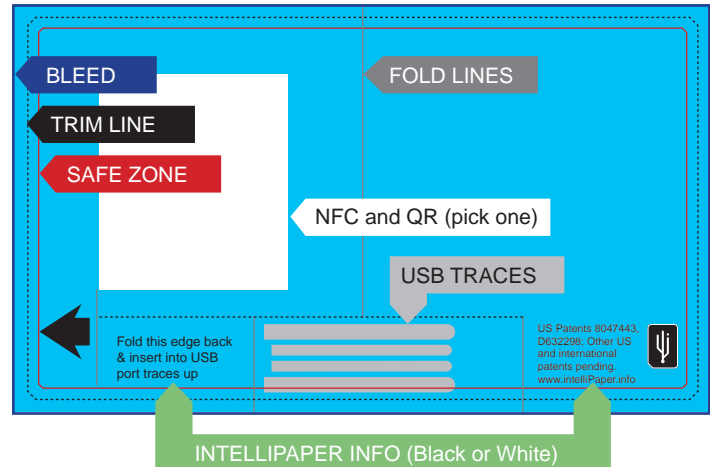 BLEED
FOLD LINES
TRIM LINE
SAFE ZONE
NFC and QR (pick one)
USB TRACES
Fold this edge back
& insert into USB
port traces up
US Patents 8047443,
D632298; Other US
and international
patents pending.
www.intelliPaper.info
INTELLIPAPER INFO (Black or White)